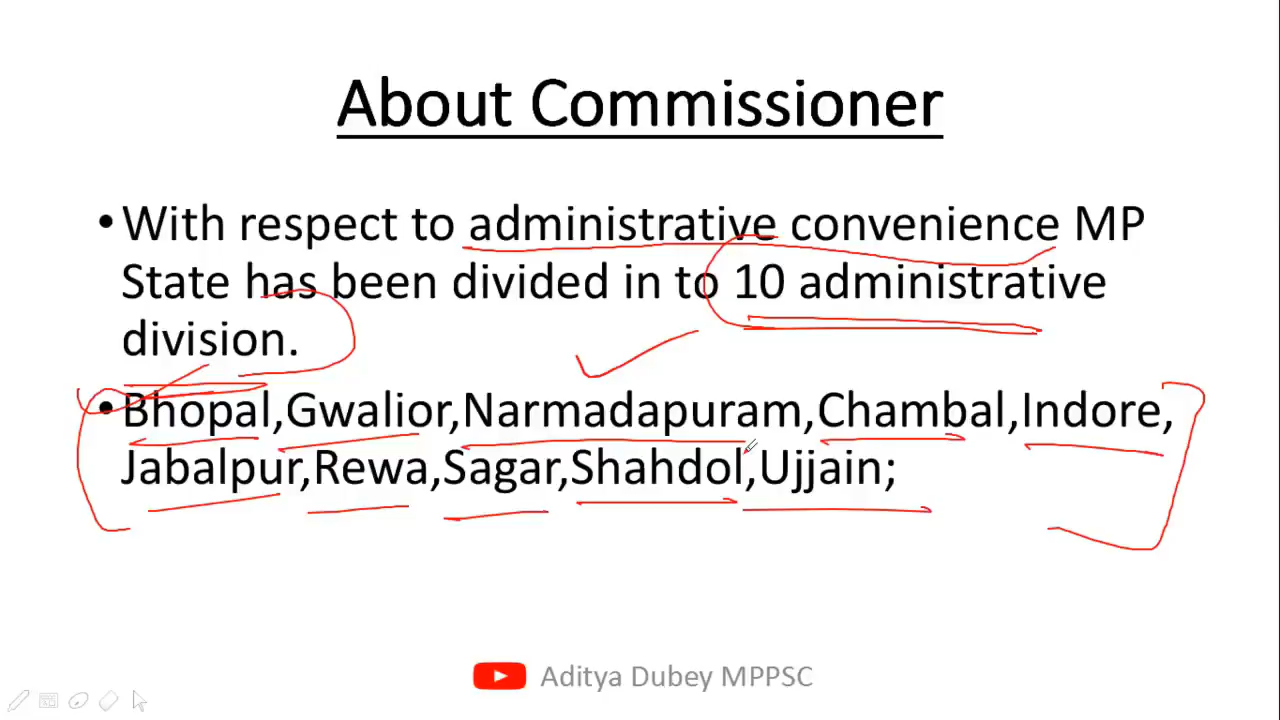 About Commissioner
• With respect to administrative convenience MP
State has been divided in to 10 administrative
division.
• Bhopal,Gwalior,Narmadapuram,Chambal,Indore,
Jabalpur,Rewa,Sagar,Shahdol,Ujjain;
Aditya Dubey MPPSC